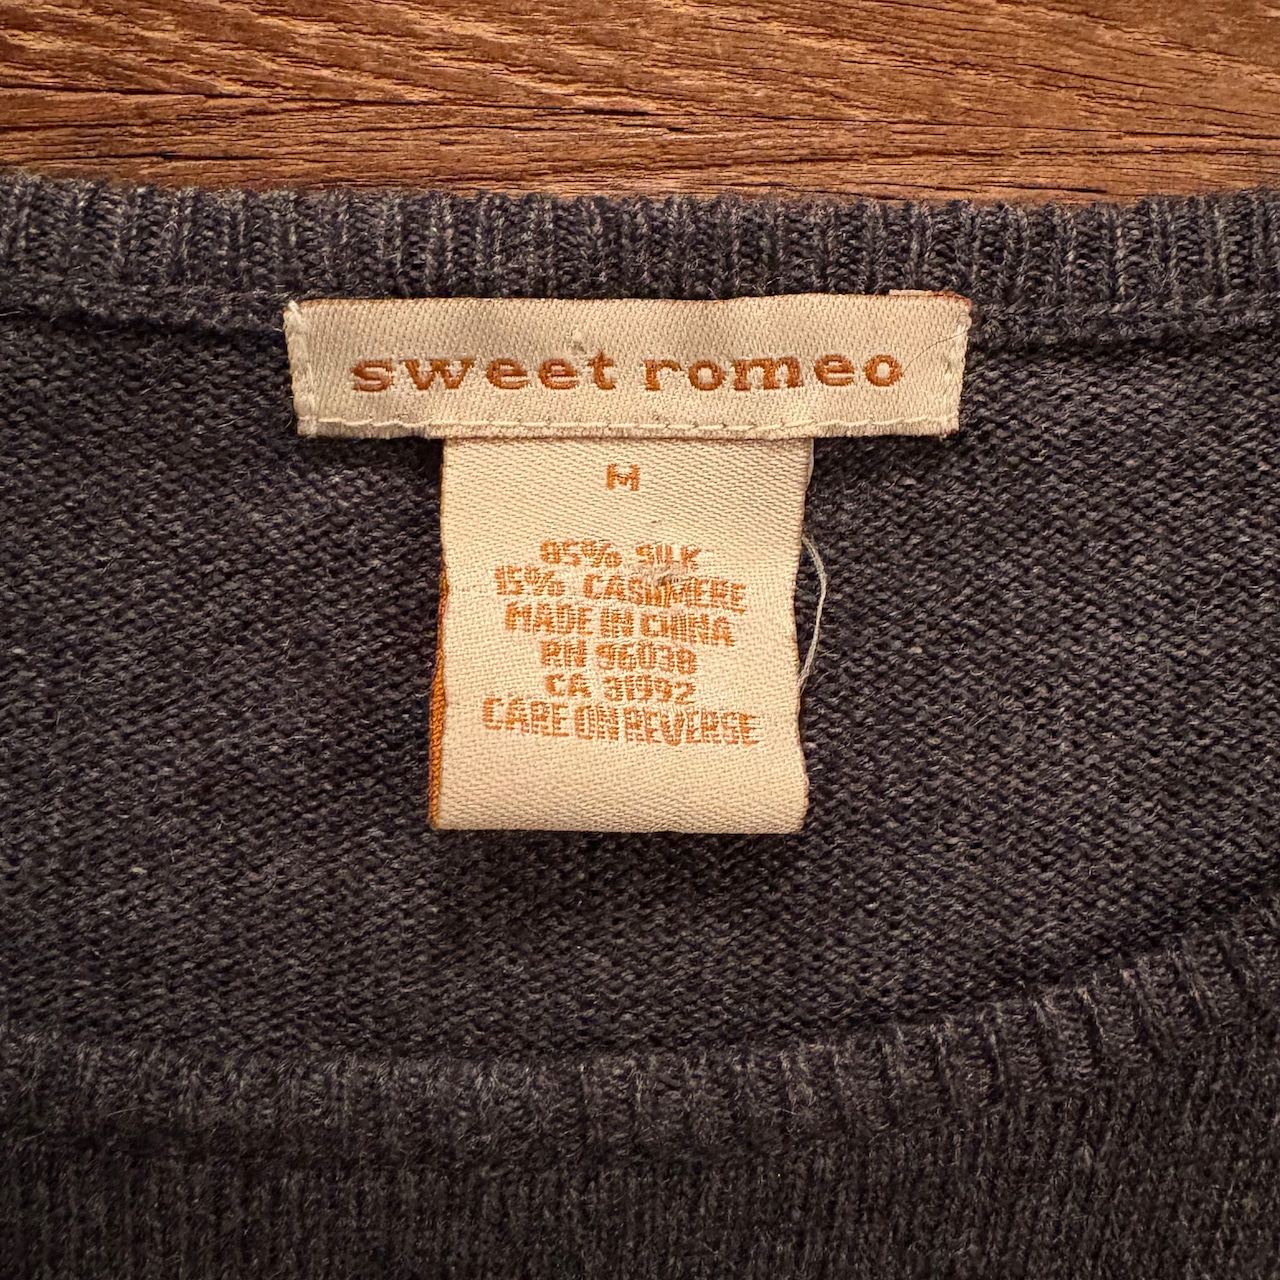 sweet romeo
M
85% SILK
15% CASHMERE
MADE IN CHINA
RN 96038
CA 31992
CARE ON REVERSE